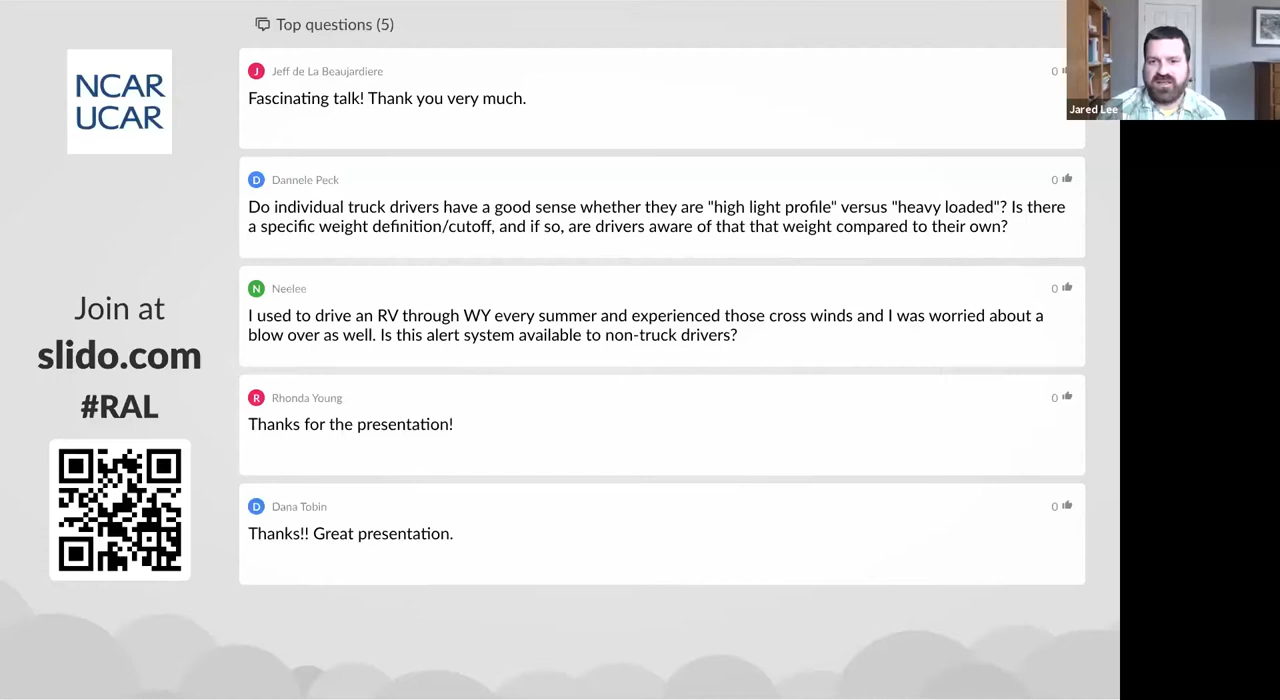 Top questions (5)
NCAR
UCAR
Join at
slido.com
#RAL
J
Jeff de La Beaujardiere
0
Fascinating talk! Thank you very much.
D
Dannele Peck
0
Do individual truck drivers have a good sense whether they are "high light profile" versus "heavy loaded"? Is there
a specific weight definition/cutoff, and if so, are drivers aware of that that weight compared to their own?
N
Neelee
0
I used to drive an RV through WY every summer and experienced those cross winds and I was worried about a
blow over as well. Is this alert system available to non-truck drivers?
R
Rhonda Young
0
Thanks for the presentation!
D
Dana Tobin
0
Thanks!! Great presentation.
Jared Lee